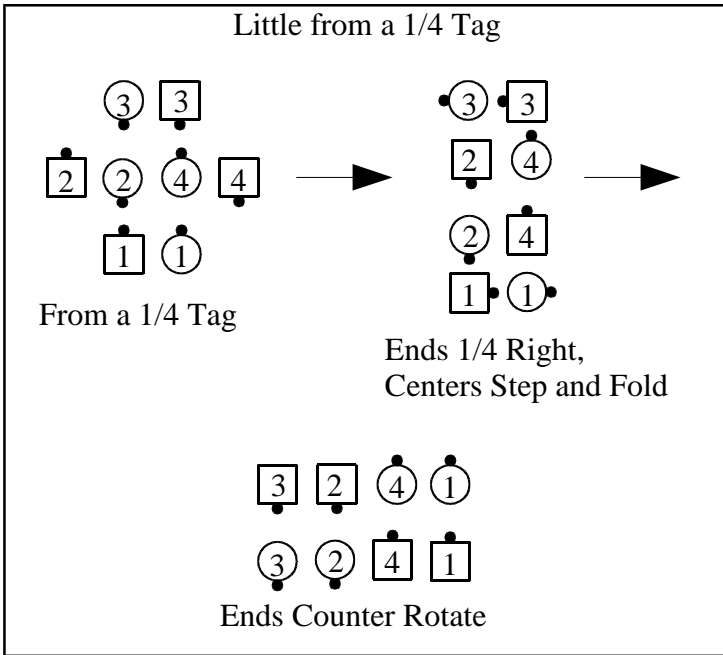 Little from a 1/4 Tag
3 3
2 2 4 4
1 1
From a 1/4 Tag
3 3
2 4
2 4
1 1
Ends 1/4 Right,
Centers Step and Fold
3 2 4 1
3 2 4 1
Ends Counter Rotate